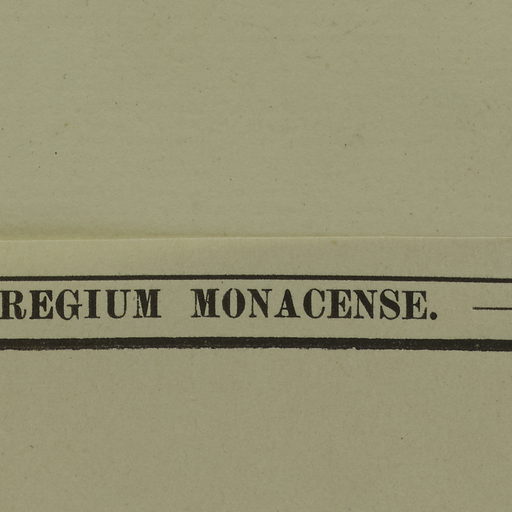 REGIUM MONACENSE. —